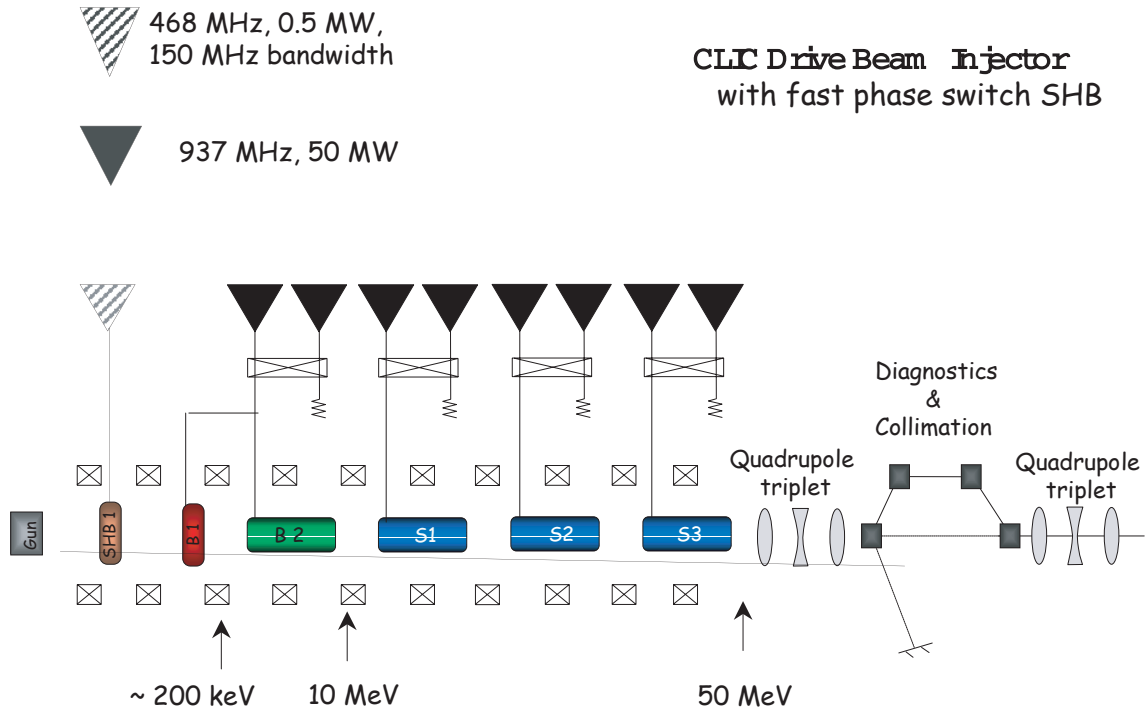 468 MHz, 0.5 MW,
150 MHz bandwidth
CLIC Drive Beam Injector
with fast phase switch SHB
937 MHz, 50 MW
Diagnostics
&
Collimation
Quadrupole
triplet
Quadrupole
triplet
Gun
SHB 1
B 1
B 2
S1
S2
S3
~ 200 keV
10 MeV
50 MeV